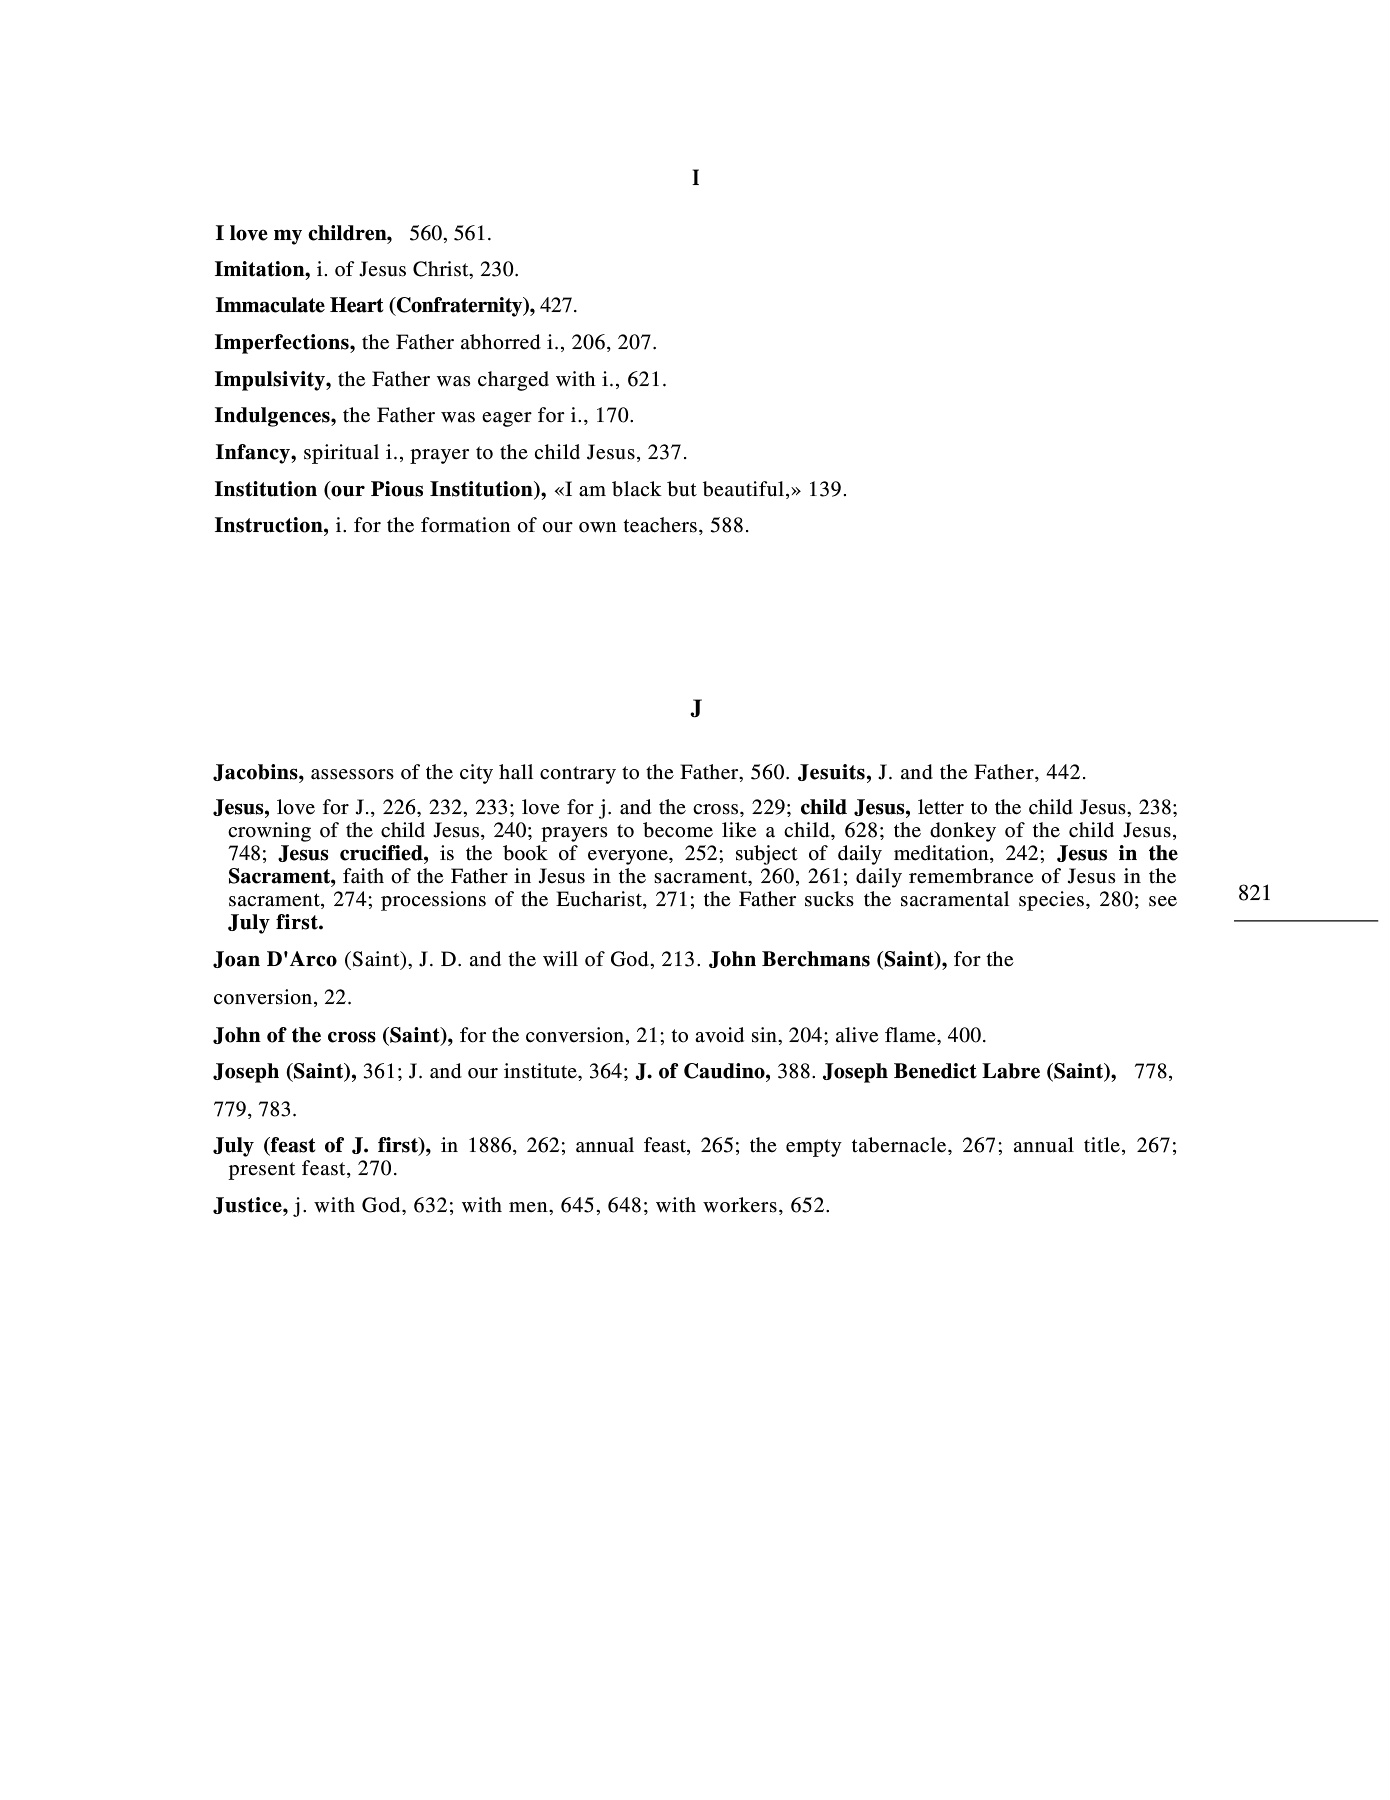 I
I love my children, 560, 561.
Imitation, i. of Jesus Christ, 230.
Immaculate Heart (Confraternity), 427.
Imperfections, the Father abhorred i., 206, 207.
Impulsivity, the Father was charged with i., 621.
Indulgences, the Father was eager for i., 170.
Infancy, spiritual i., prayer to the child Jesus, 237.
Institution (our Pious Institution), «I am black but beautiful,» 139.
Instruction, i. for the formation of our own teachers, 588.
J
Jacobins, assessors of the city hall contrary to the Father, 560. Jesuits, J. and the Father, 442.
Jesus, love for J., 226, 232, 233; love for j. and the cross, 229; child Jesus, letter to the child Jesus, 238;
crowning of the child Jesus, 240; prayers to become like a child, 628; the donkey of the child Jesus,
748; Jesus crucified, is the book of everyone, 252; subject of daily meditation, 242; Jesus in the
Sacrament, faith of the Father in Jesus in the sacrament, 260, 261; daily remembrance of Jesus in the
sacrament, 274; processions of the Eucharist, 271; the Father sucks the sacramental species, 280; see
July first.
821
Joan D'Arco (Saint), J. D. and the will of God, 213. John Berchmans (Saint), for the
conversion, 22.
John of the cross (Saint), for the conversion, 21; to avoid sin, 204; alive flame, 400.
Joseph (Saint), 361; J. and our institute, 364; J. of Caudino, 388. Joseph Benedict Labre (Saint), 778,
779, 783.
July (feast of J. first), in 1886, 262; annual feast, 265; the empty tabernacle, 267; annual title, 267;
present feast, 270.
Justice, j. with God, 632; with men, 645, 648; with workers, 652.